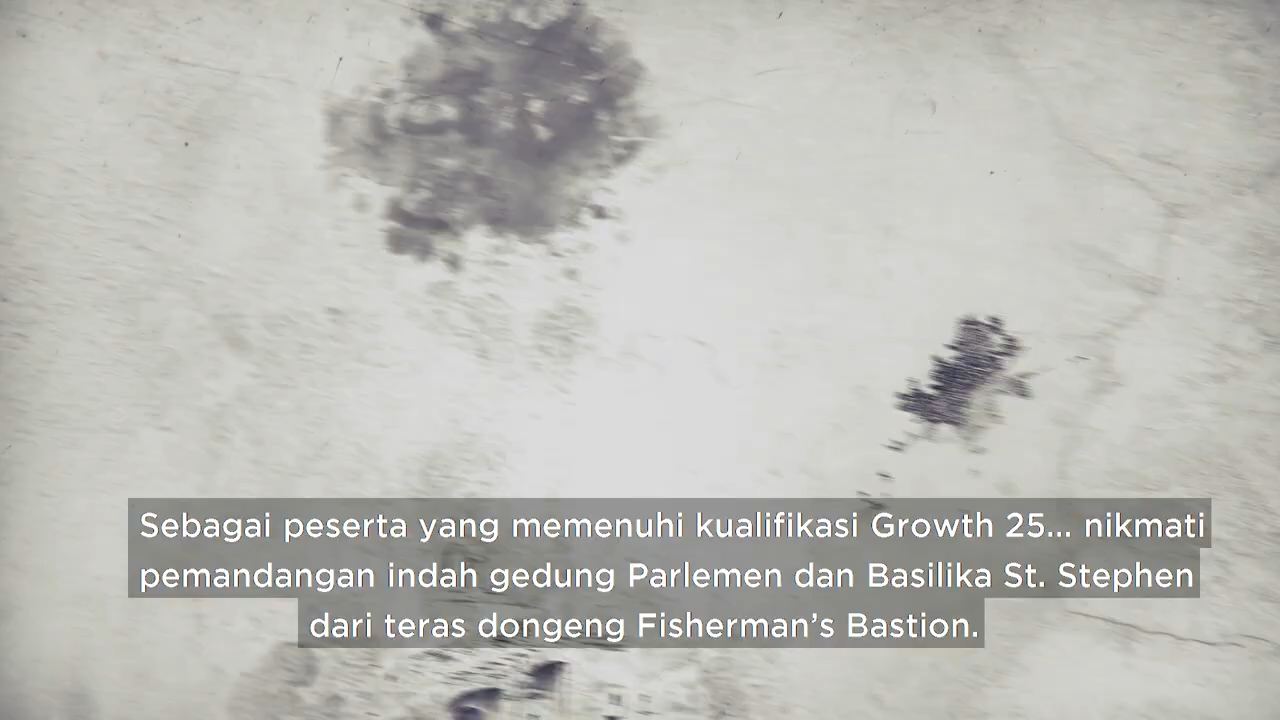 Sebagai peserta yang memenuhi kualifikasi Growth 25... nikmati
pemandangan indah gedung Parlemen dan Basilika St. Stephen
dari teras dongeng Fisherman’s Bastion.